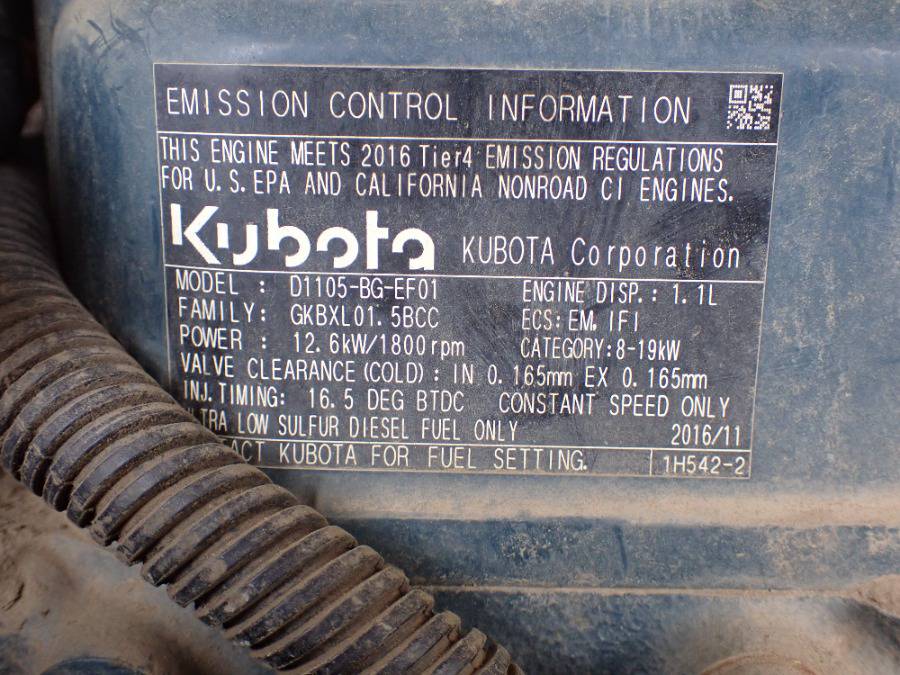 EMISSION CONTROL INFORMATION
THIS ENGINE MEETS 2016 Tier4 EMISSION REGULATIONS
FOR U.S. EPA AND CALIFORNIA NONROAD CI ENGINES.
Kubota KUBOTA Corporation
MODEL : D1105-BG-EF01 ENGINE DISP.: 1.1L
FAMILY: GKBXL01.5BCC ECS: EM, IFI
POWER : 12.6kW/1800rpm CATEGORY:8-19kW
VALVE CLEARANCE (COLD) : IN 0.165mm EX 0.165mm
INJ. TIMING: 16.5 DEG BTDC CONSTANT SPEED ONLY
LOW SULFUR DIESEL FUEL ONLY 2016/11
KUBOTA FOR FUEL SETTING. 1H542-2